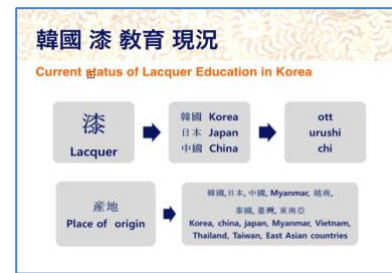 韓國 漆 敎育 現況
Current status of Lacquer Education in Korea
漆
Lacquer
韓國 Korea
日本 Japan
中國 China
ott
urushi
chi
産地
Place of origin
韓國,日本, 中國, Myanmar, 越南,
泰國, 臺灣, 東南亞
Korea, china, japan, Myanmar, Vietnam,
Thailand, Taiwan, East Asian countries